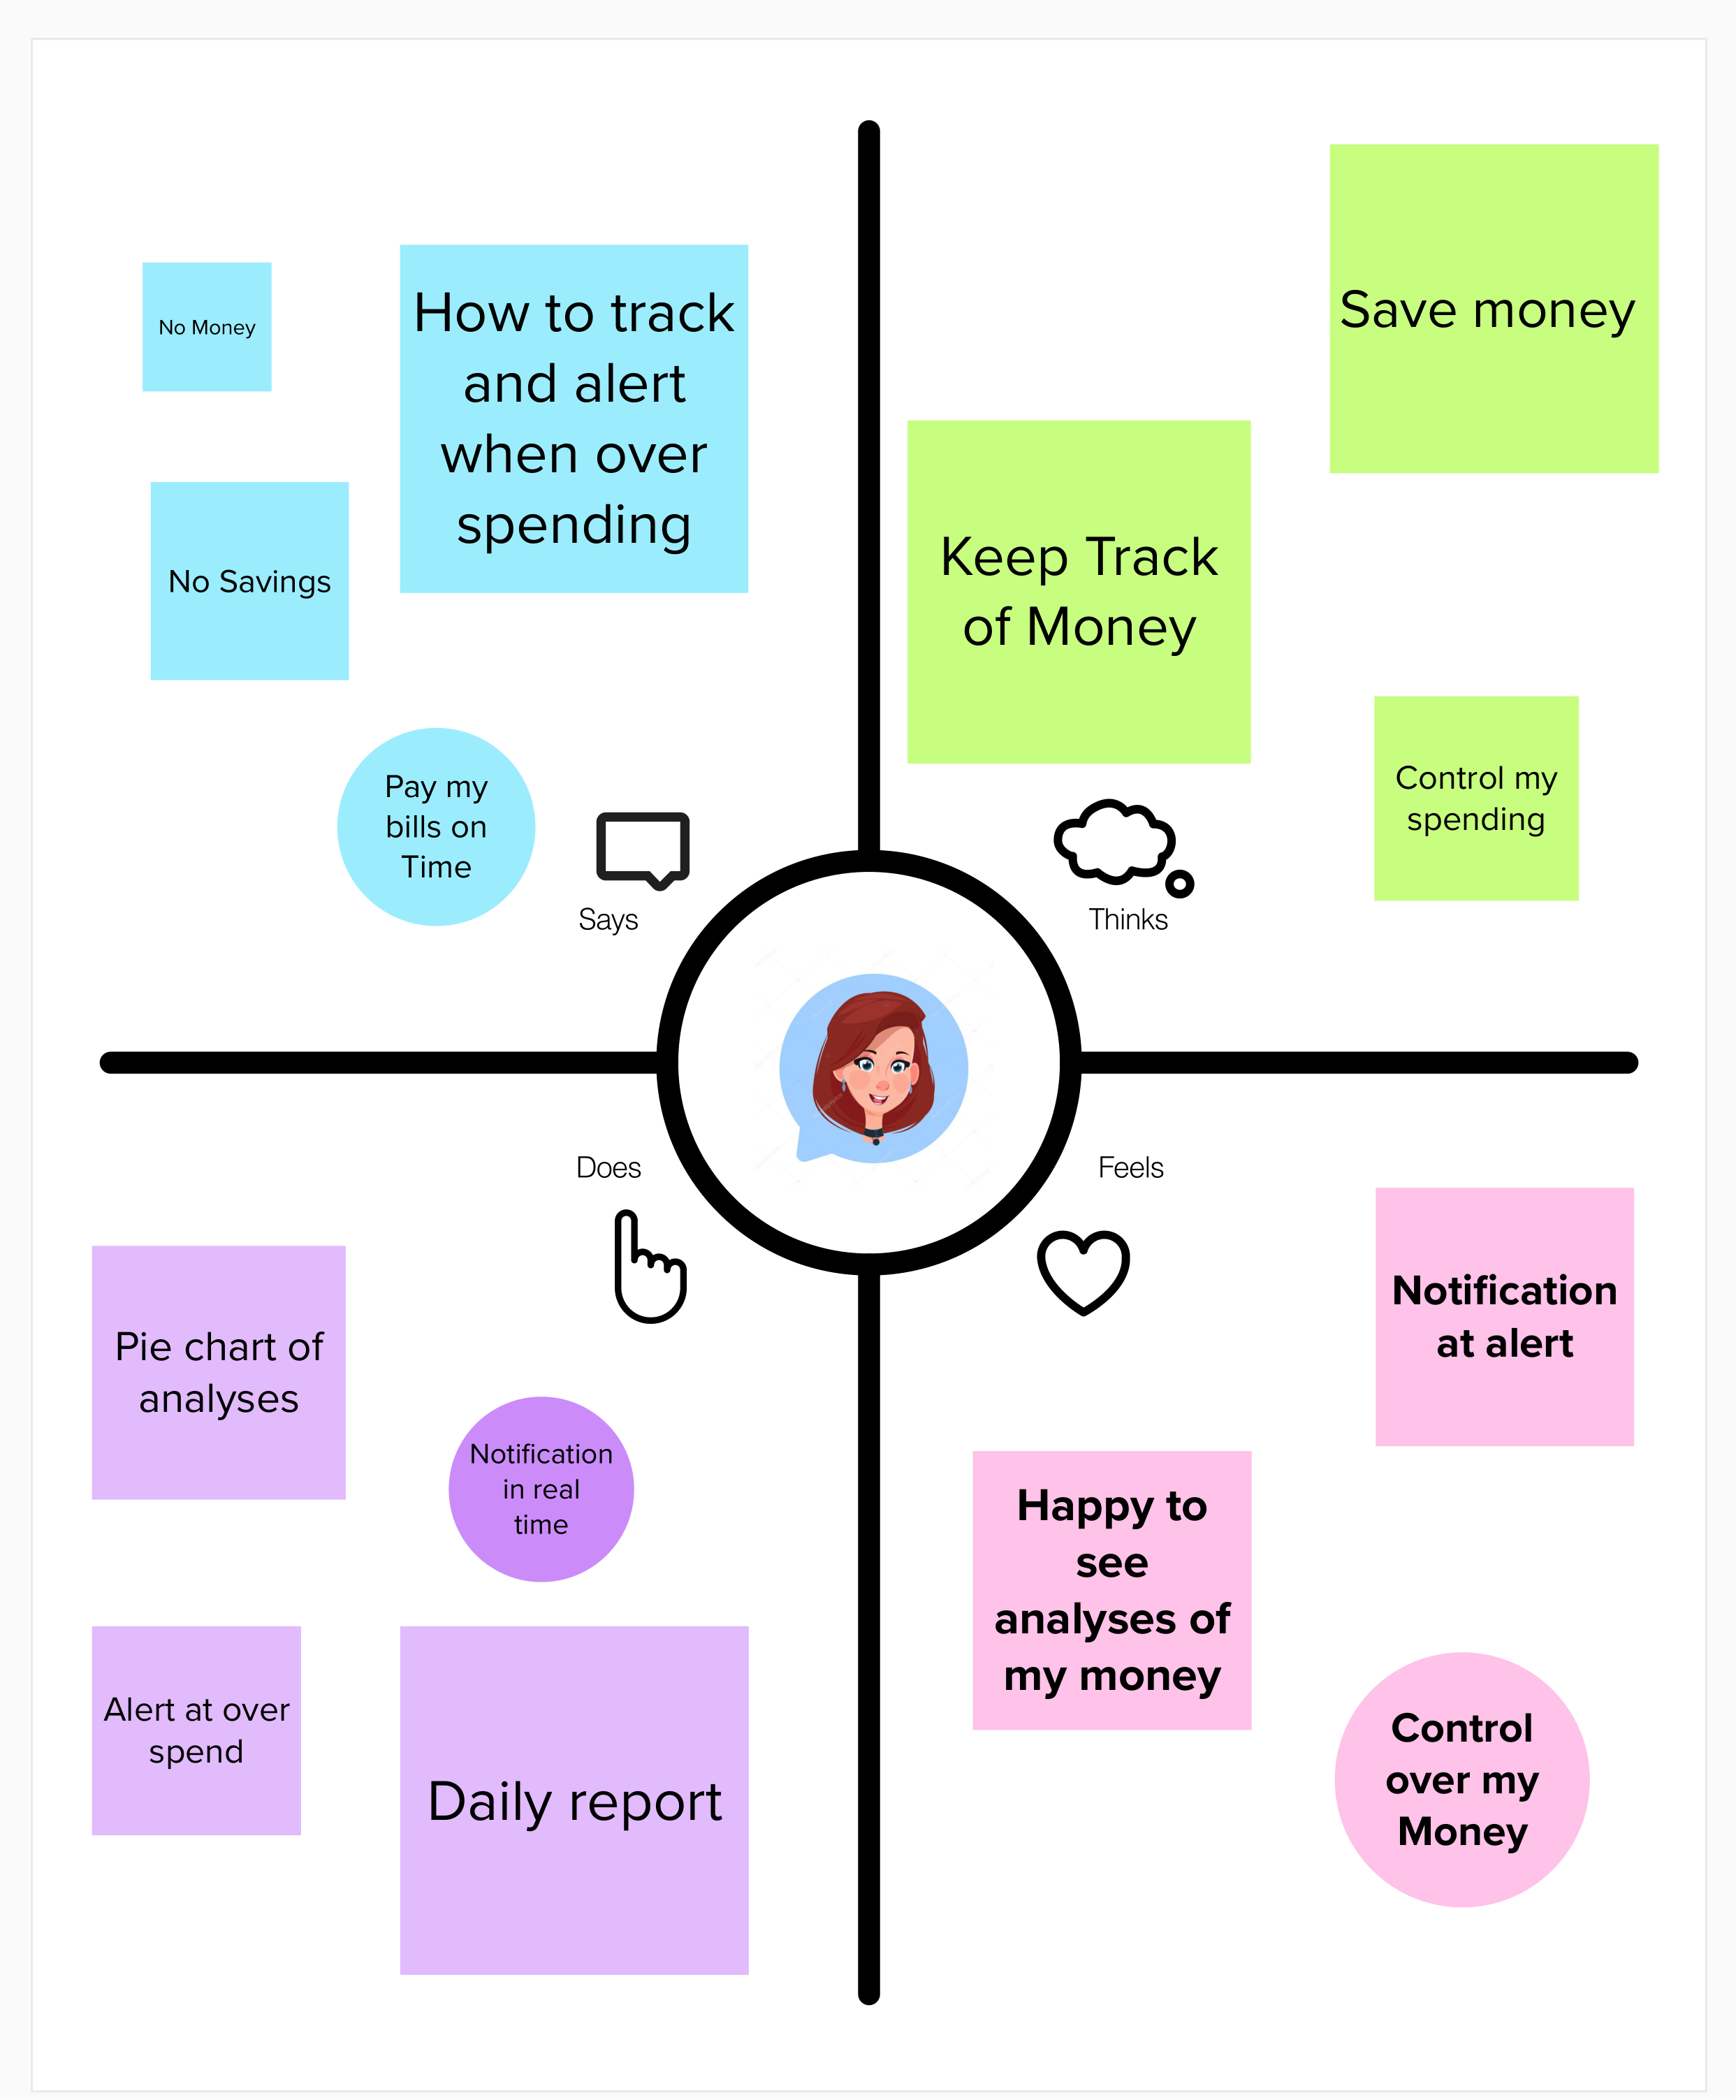 No Money
How to track
and alert
when over
spending
No Savings
Pay my
bills on
Time
Says
Save money
Keep Track
of Money
Control my
spending
Thinks
Does
Pie chart of
analyses
Notification
in real
time
Alert at over
spend
Daily report
Feels
Notification
at alert
Happy to
see
analyses of
my money
Control
over my
Money